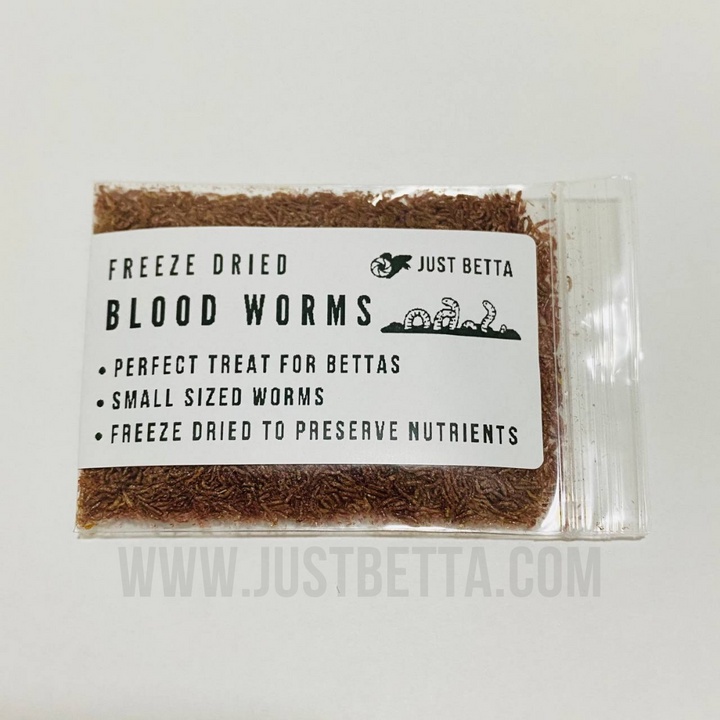 FREEZE DRIED
JUST BETTA
BLOOD WORMS
• PERFECT TREAT FOR BETTAS
• SMALL SIZED WORMS
• FREEZE DRIED TO PRESERVE NUTRIENTS
WWW.JUSTBETTA.COM